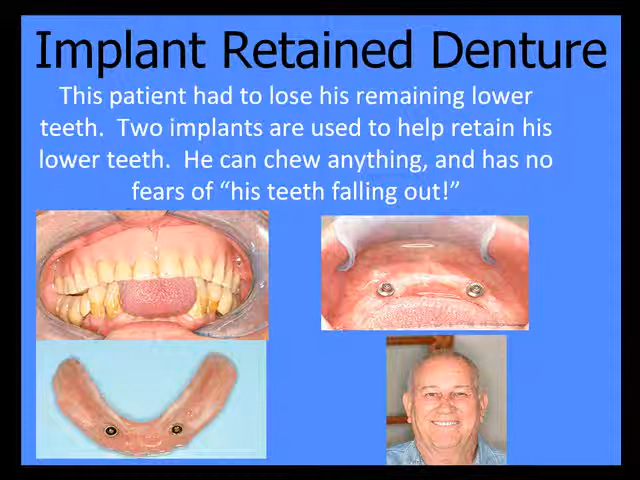 Implant Retained Denture
This patient had to lose his remaining lower
teeth.  Two implants are used to help retain his
lower teeth.  He can chew anything, and has no
fears of “his teeth falling out!”